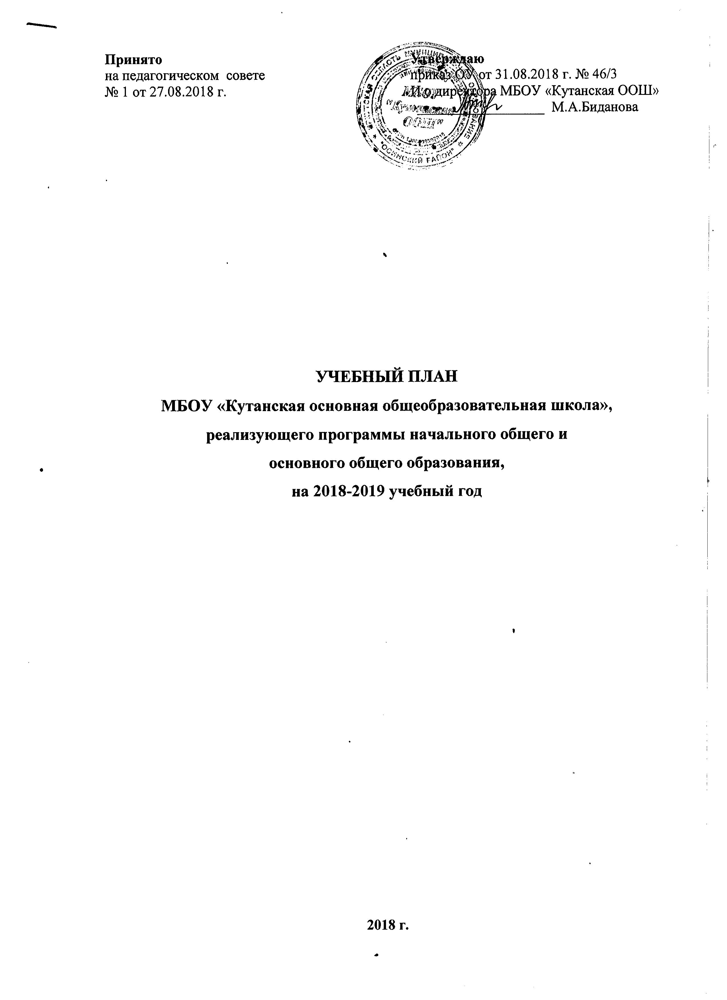 Принято
на педагогическом совете
№ 1 от 27.08.2018 г.
Утверждаю
приказ ОУ от 31.08.2018 г. № 46/3
И.о.директора МБОУ «Кутанская ООШ»
М.А.Биданова
ОБЛАСТЬ МУНИЦИП
"ОСИНСКИЙ РАЙОН"
"Кутанская
ООШ"
УЧЕБНЫЙ ПЛАН
МБОУ «Кутанская основная общеобразовательная школа»,
реализующего программы начального общего и
основного общего образования,
на 2018-2019 учебный год
2018 г.